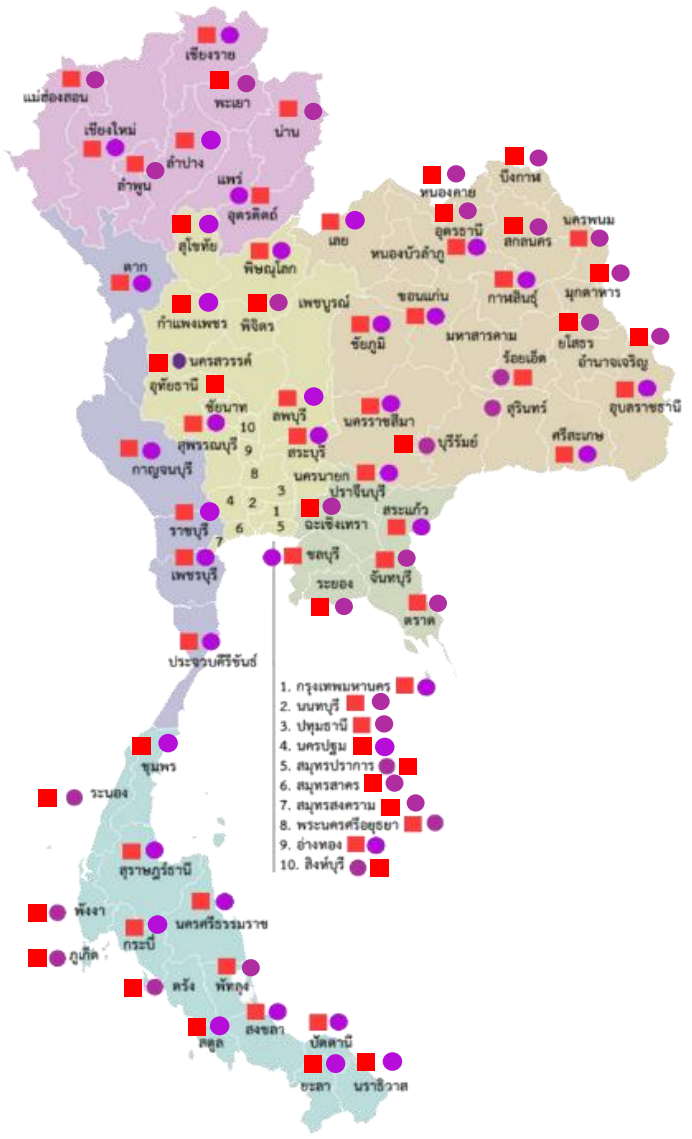 เชียงราย
แม่ฮ่องสอน
พะเยา
น่าน
เชียงใหม่
ลำปาง
ลำพูน
แพร่
อุตรดิตถ์
บึงกาฬ
หนองคาย
สุโขทัย
เลย
อุดรธานี
สกลนคร
นครพนม
หนองบัวลำภู
พิษณุโลก
ตาก
มุกดาหาร
กาฬสินธุ์
ขอนแก่น
เพชบูรณ์
กำแพงเพชร
พิจิตร
ชัยภูมิ
มหาสารคาม
ยโสธร
อำนาจเจริญ
นครสวรรค์
ร้อยเอ็ด
อุทัยธานี
ชัยนาท
ลพบุรี
สุรินทร์
อุบลราชธานี
นครราชสีมา
สุพรรณบุรี
10
สระบุรี
บุรีรัมย์
ศรีสะเกษ
9
กาญจนบุรี
8
นครนายก
ปราจีนบุรี
3
4
2
1
สระแก้ว
ฉะเชิงเทรา
ราชบุรี
6
5
7
ชลบุรี
เพชรบุรี
จันทบุรี
ระยอง
ตราด
ประจวบคีรีขันธ์
1. กรุงเทพมหานคร
2. นนทบุรี
3. ปทุมธานี
4. นครปฐม
5. สมุทรปราการ
6. สมุทรสาคร
7. สมุทรสงคราม
8. พระนครศรีอยุธยา
9. อ่างทอง
10. สิงห์บุรี
ชุมพร
ระนอง
สุราษฎร์ธานี
พังงา
นครศรีธรรมราช
กระบี่
ภูเก็ต
ตรัง
พัทลุง
สตูล
สงขลา
ปัตตานี
ยะลา
นราธิวาส